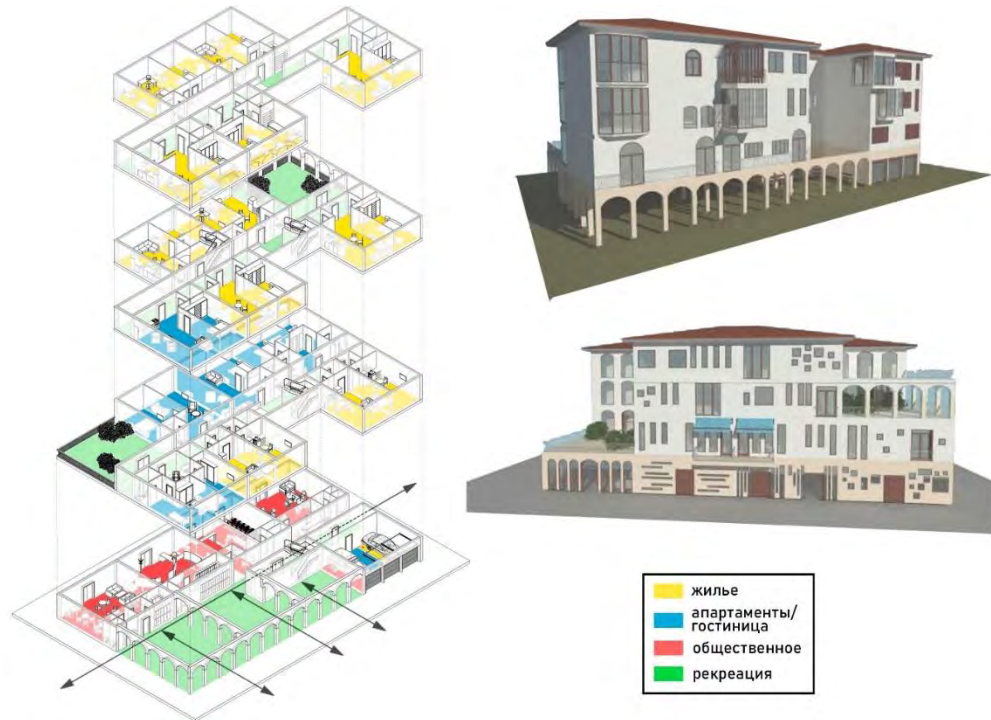 жилье
апартаменты/
гостиница
общественное
рекреация